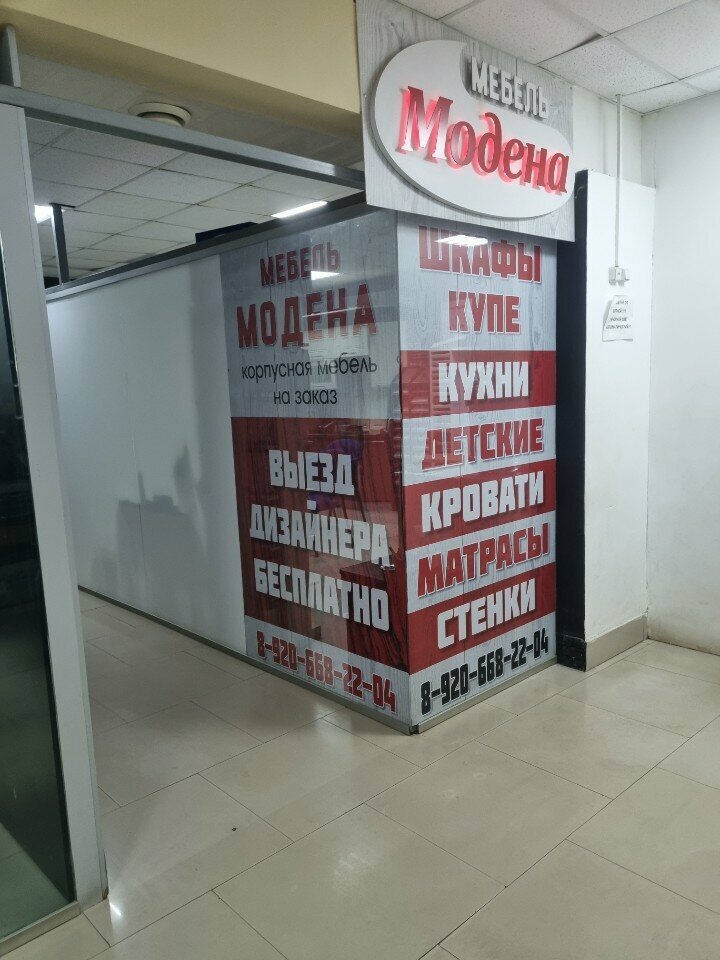 МЕБЕЛЬ
Модена
МЕБЕЛЬ
МОДЕНА
корпусная мебель
на заказ
ВЫЕЗД
ДИЗАЙНЕРА
БЕСПЛАТНО
8-920-668-22-04
ШКАФЫ
КУПЕ
КУХНИ
ДЕТСКИЕ
КРОВАТИ
МАТРАСЫ
СТЕНКИ
8-920-668-22-04